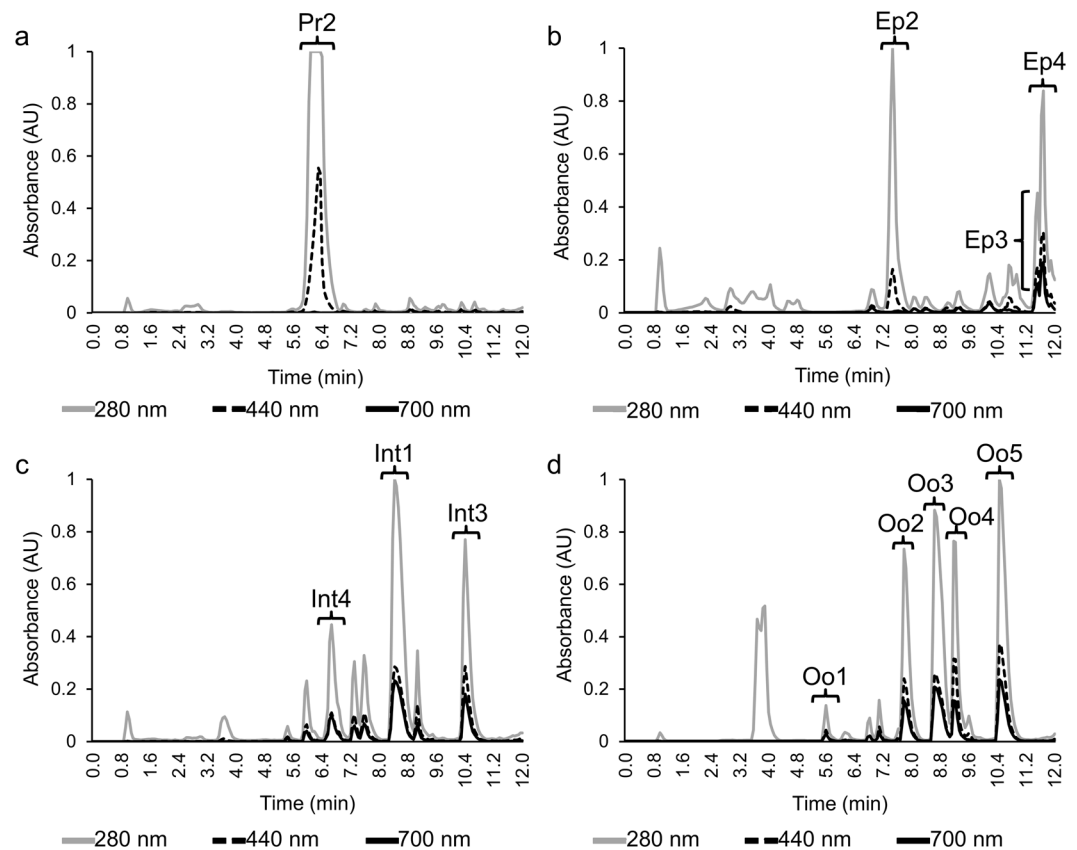 a
Pr2
Absorbance (AU)
1
0.8
0.6
0.4
0.2
0
0.0 0.8 1.6 2.4 3.2 4.0 4.8 5.6 6.4 7.2 8.0 8.8 9.6 10.4 11.2 12.0
Time (min)
280 nm 440 nm 700 nm
b
Ep2
Ep4
Ep3
Absorbance (AU)
1
0.8
0.6
0.4
0.2
0
0.0 0.8 1.6 2.4 3.2 4.0 4.8 5.6 6.4 7.2 8.0 8.8 9.6 10.4 11.2 12.0
Time (min)
280 nm 440 nm 700 nm
c
Int1
Int3
Int4
Absorbance (AU)
1
0.8
0.6
0.4
0.2
0
0.0 0.8 1.6 2.4 3.2 4.0 4.8 5.6 6.4 7.2 8.0 8.8 9.6 10.4 11.2 12.0
Time (min)
280 nm 440 nm 700 nm
d
Oo5
Oo3
Oo2 Oo4
Oo1
Absorbance (AU)
1
0.8
0.6
0.4
0.2
0
0.0 0.8 1.6 2.4 3.2 4.0 4.8 5.6 6.4 7.2 8.0 8.8 9.6 10.4 11.2 12.0
Time (min)
280 nm 440 nm 700 nm